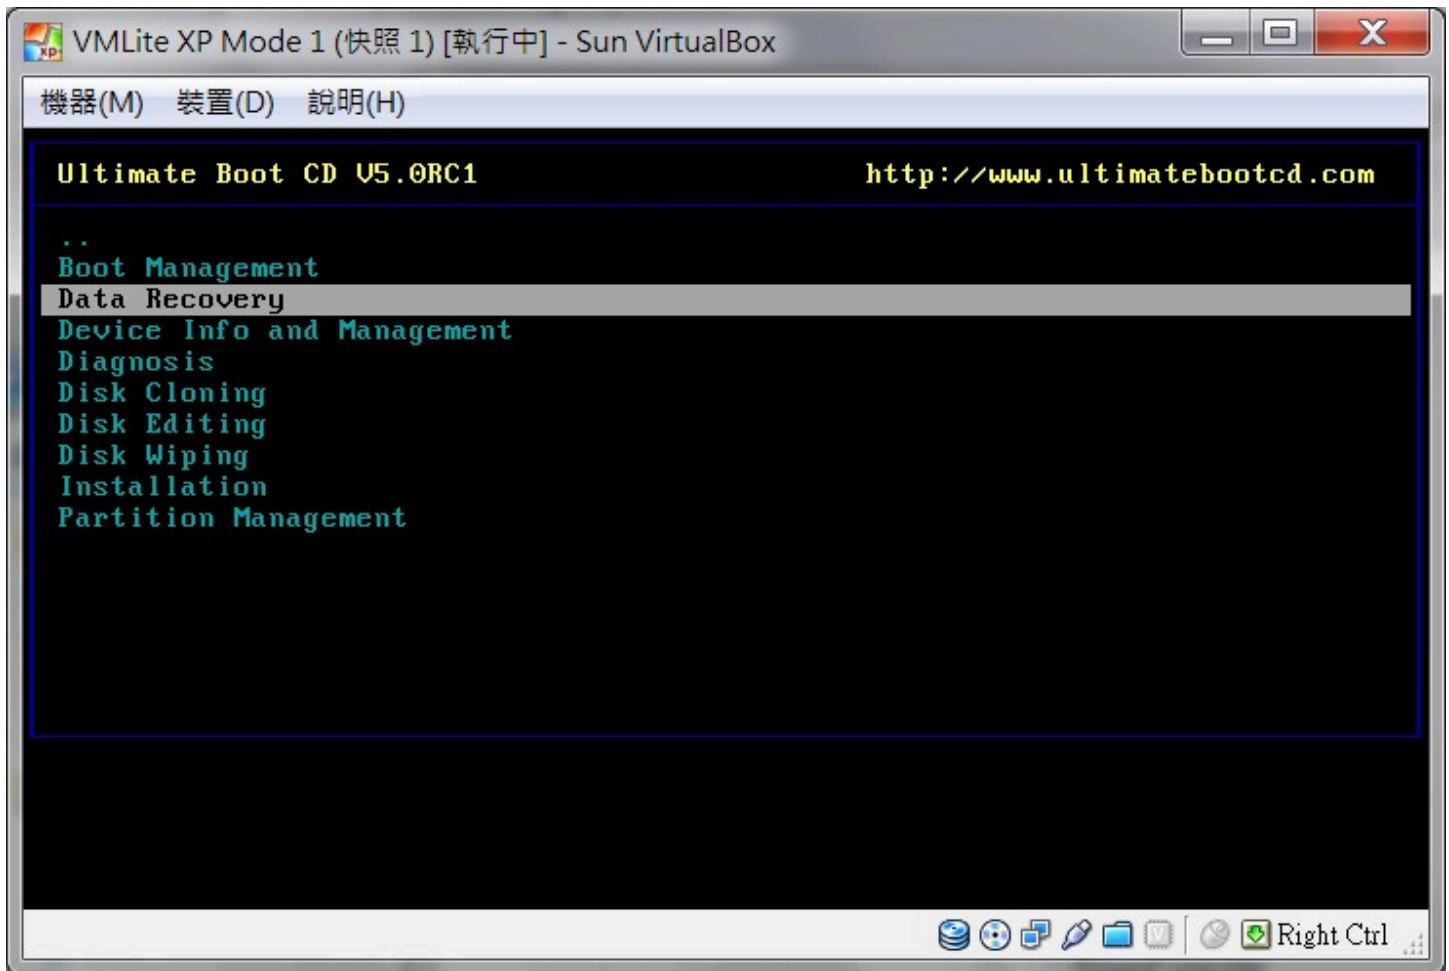 VMLite XP Mode 1 (快照 1) [執行中] - Sun VirtualBox
機器(M) 裝置(D) 說明(H)
Ultimate Boot CD V5.0RC1 http://www.ultimatebootcd.com
..
Boot Management
Data Recovery
Device Info and Management
Diagnosis
Disk Cloning
Disk Editing
Disk Wiping
Installation
Partition Management
Right Ctrl